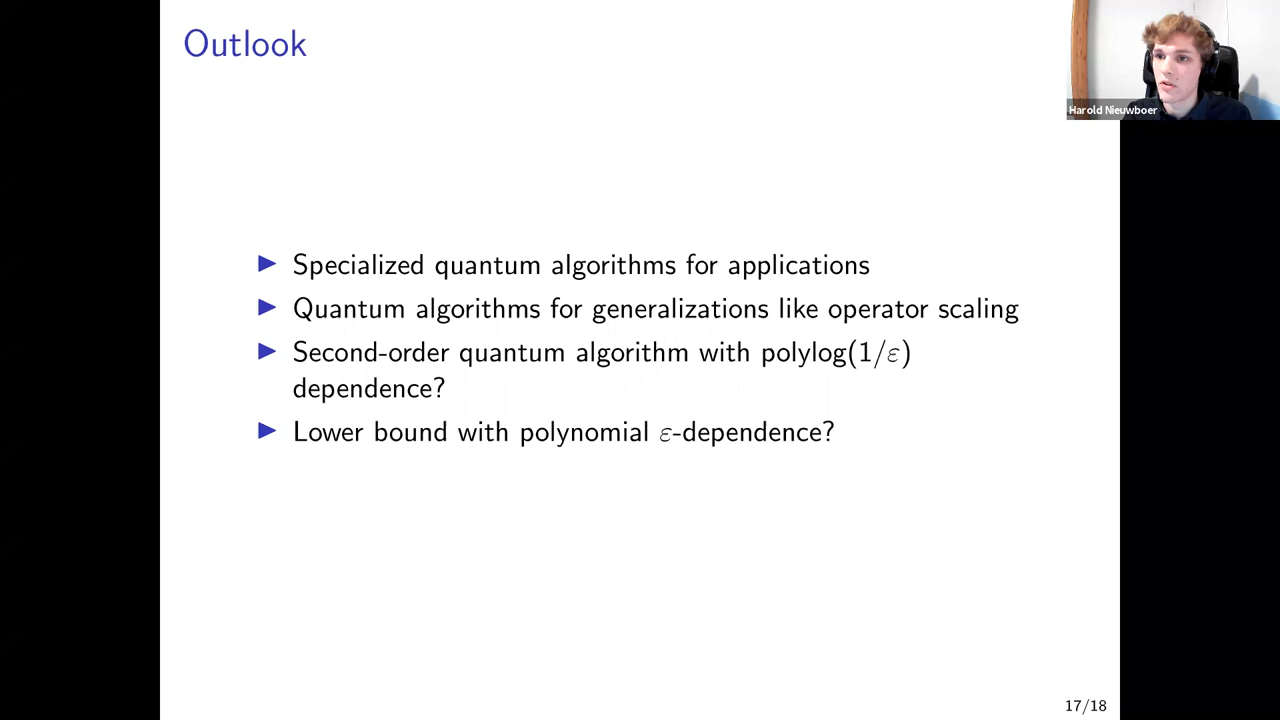 Outlook
Harold Nieuwboer
▶ Specialized quantum algorithms for applications
▶ Quantum algorithms for generalizations like operator scaling
▶ Second-order quantum algorithm with polylog(1/ε)
dependence?
▶ Lower bound with polynomial ε-dependence?
17/18